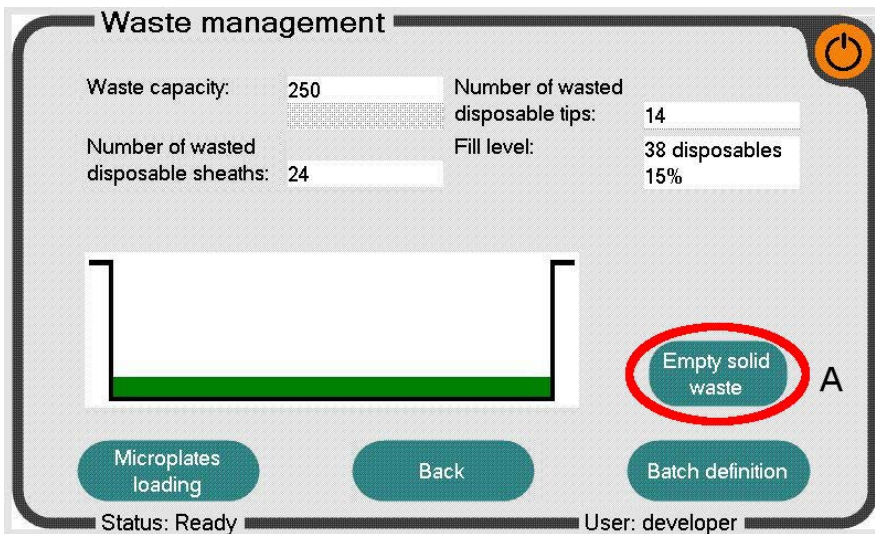 Waste management
Waste capacity:
250
Number of wasted
disposable tips:
14
Number of wasted
disposable sheaths:
24
Fill level:
38 disposables
15%
Empty solid
waste
A
Microplates
loading
Back
Batch definition
Status: Ready
User: developer